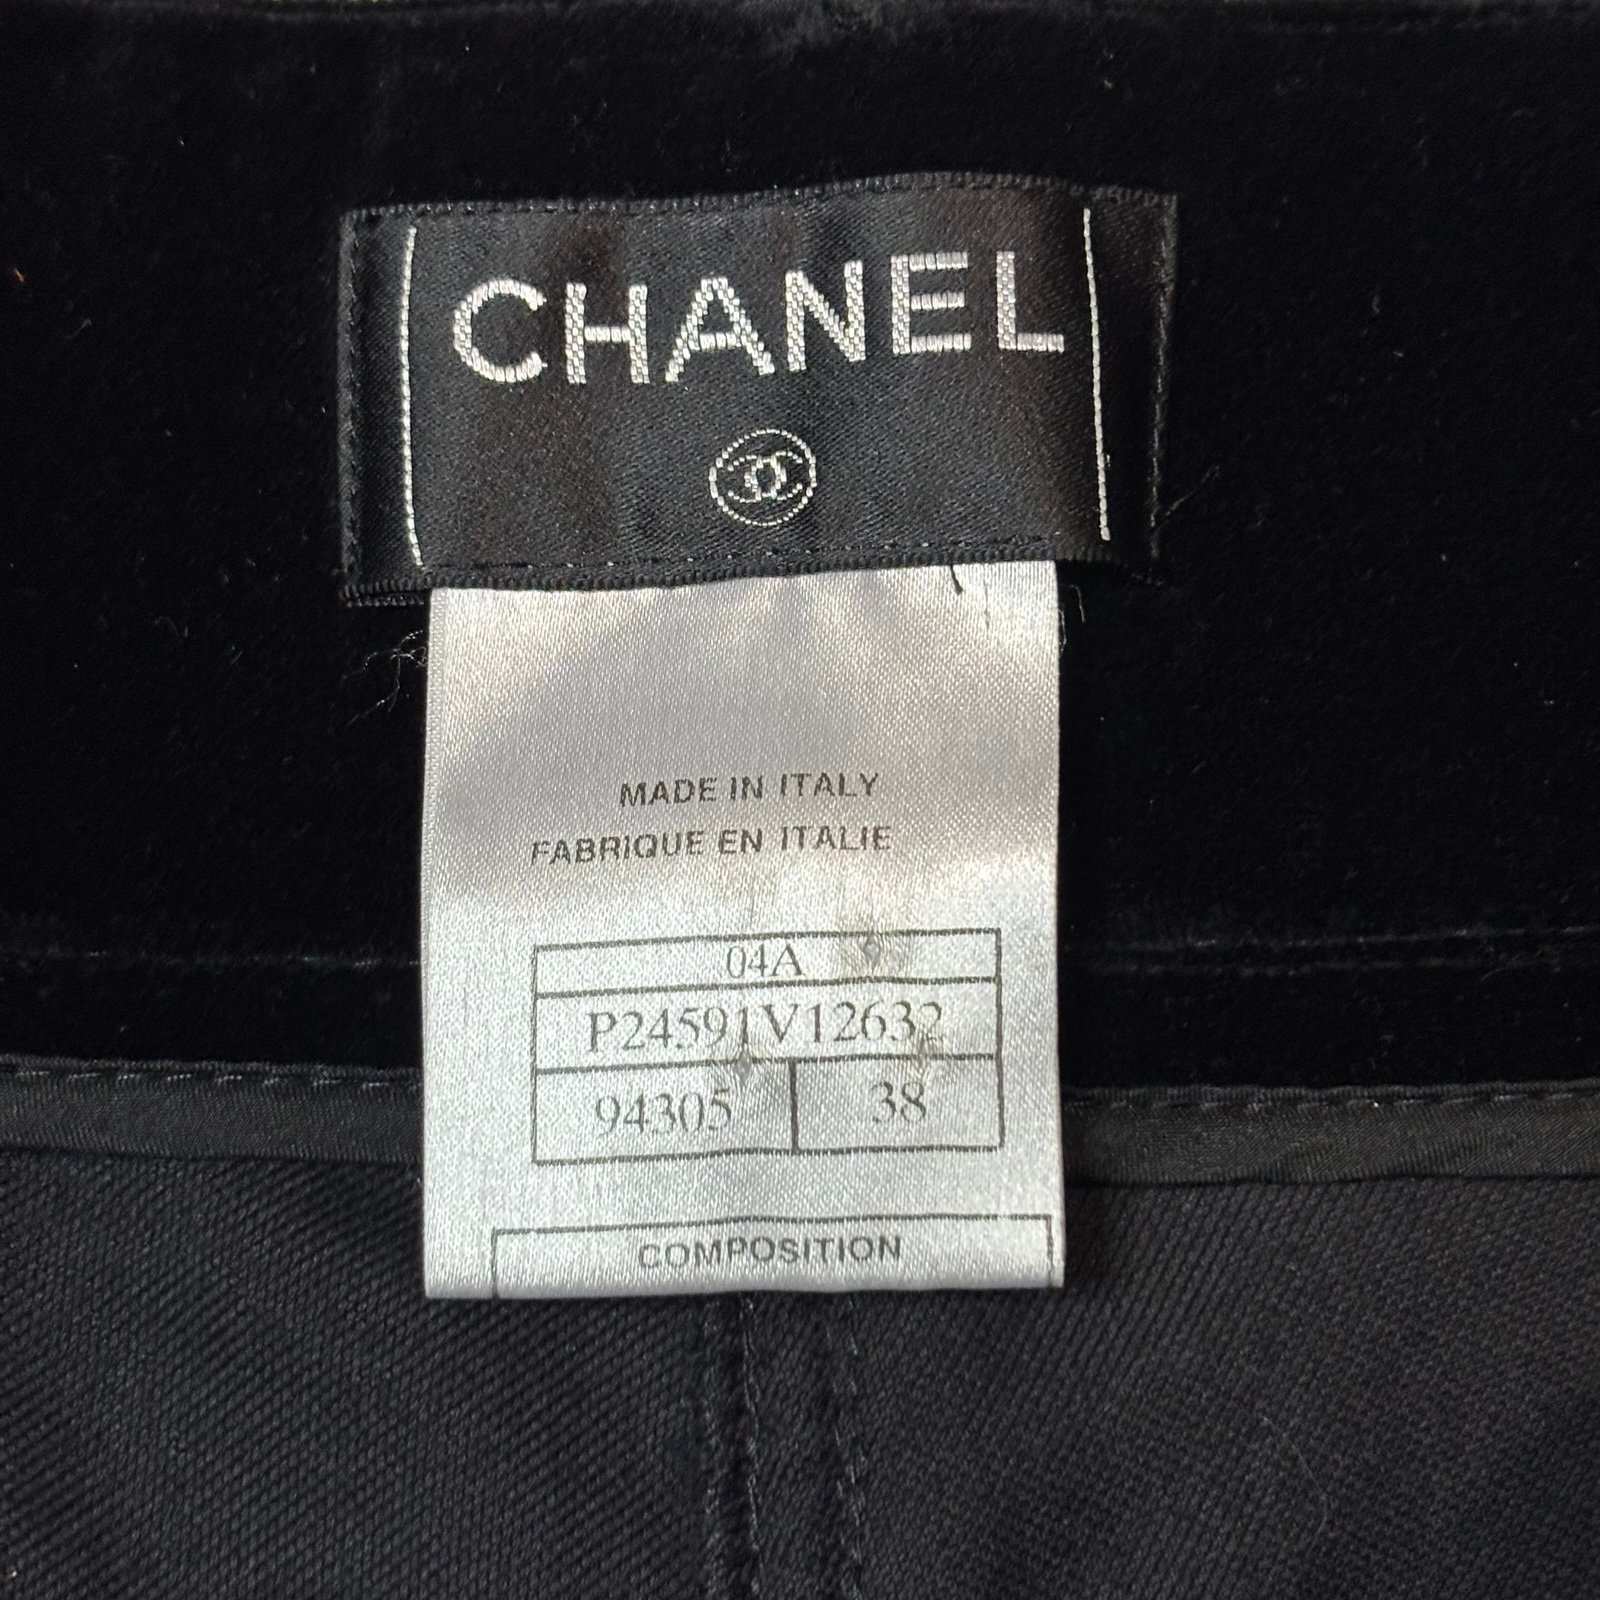 CHANEL
MADE IN ITALY
FABRIQUE EN ITALIE
04A
P24591V12632
94305 38
COMPOSITION